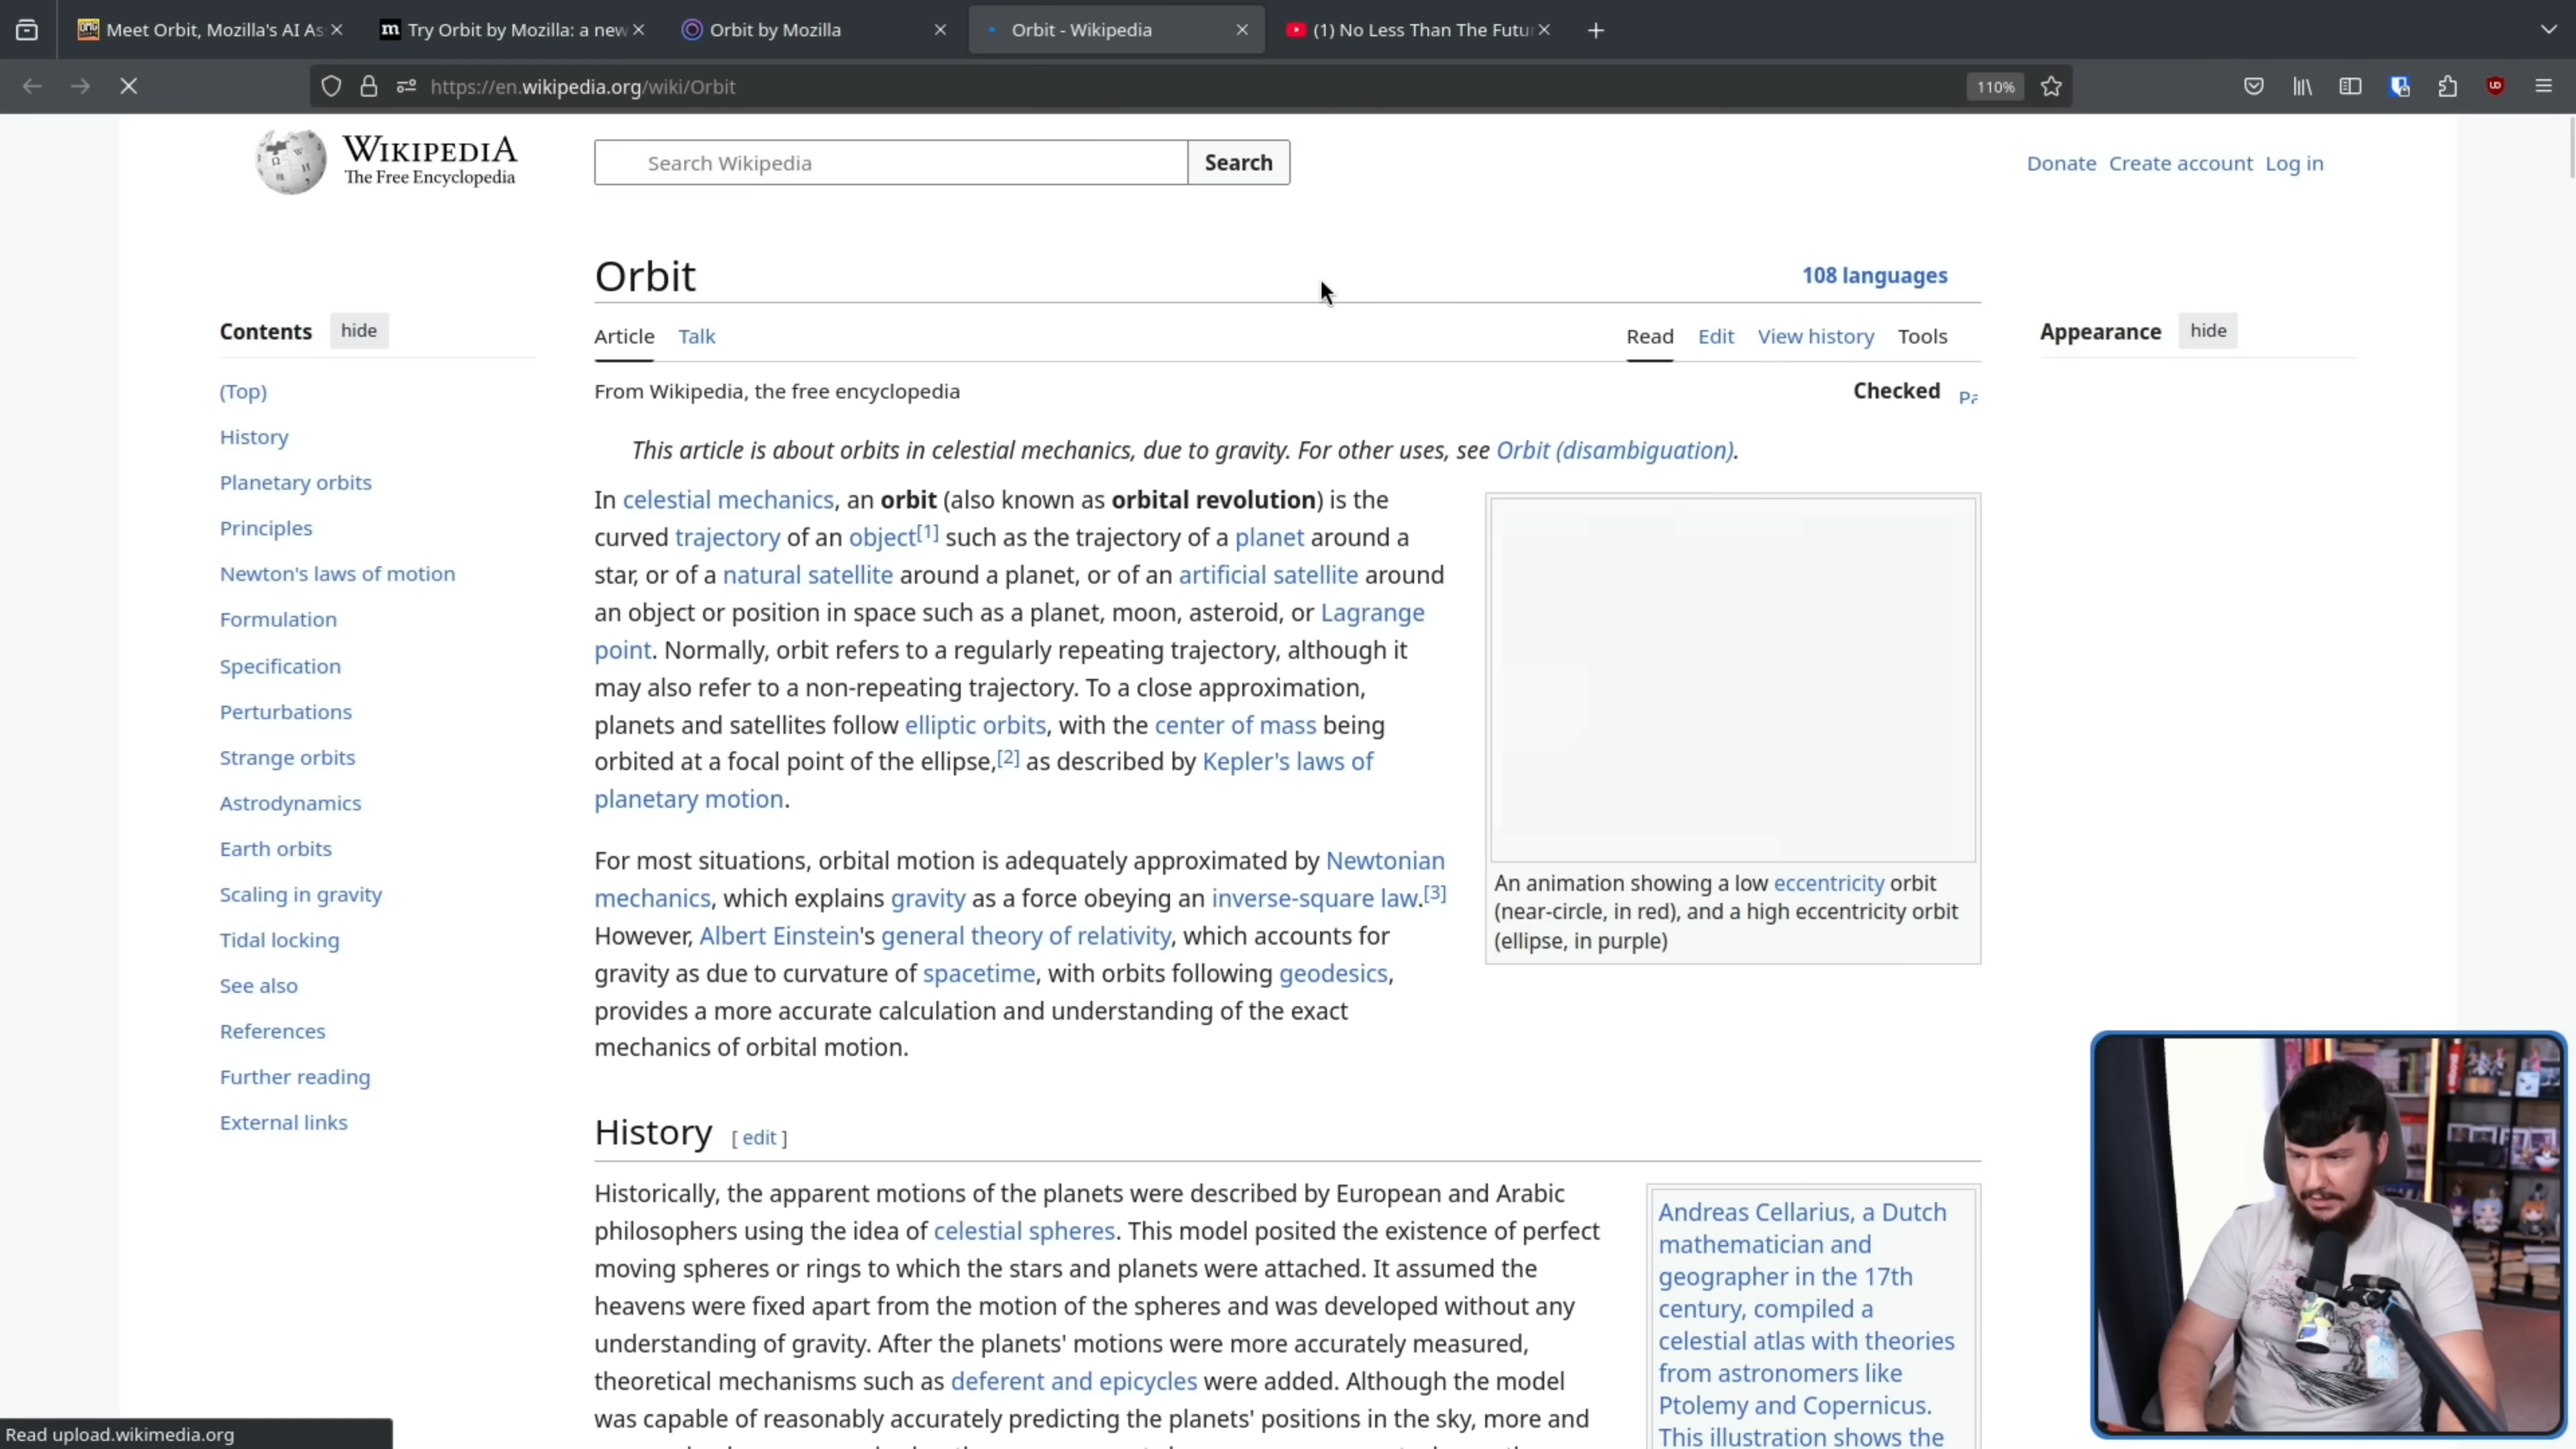 Meet Orbit, Mozilla's AI As
Try Orbit by Mozilla: a new
Orbit by Mozilla
Orbit - Wikipedia
(1) No Less Than The Futur
https://en.wikipedia.org/wiki/Orbit
110%
WIKIPEDIA
The Free Encyclopedia
Search Wikipedia
Search
Donate Create account Log in
Orbit
108 languages
Contents hide
Article Talk
Read Edit View history Tools
Appearance hide
(Top)
History
Planetary orbits
Principles
Newton's laws of motion
Formulation
Specification
Perturbations
Strange orbits
Astrodynamics
Earth orbits
Scaling in gravity
Tidal locking
See also
References
Further reading
External links
From Wikipedia, the free encyclopedia
Checked
This article is about orbits in celestial mechanics, due to gravity. For other uses, see Orbit (disambiguation).
In celestial mechanics, an orbit (also known as orbital revolution) is the
curved trajectory of an object[1] such as the trajectory of a planet around a
star, or of a natural satellite around a planet, or of an artificial satellite around
an object or position in space such as a planet, moon, asteroid, or Lagrange
point. Normally, orbit refers to a regularly repeating trajectory, although it
may also refer to a non-repeating trajectory. To a close approximation,
planets and satellites follow elliptic orbits, with the center of mass being
orbited at a focal point of the ellipse,[2] as described by Kepler's laws of
planetary motion.
An animation showing a low eccentricity orbit
(near-circle, in red), and a high eccentricity orbit
(ellipse, in purple)
For most situations, orbital motion is adequately approximated by Newtonian
mechanics, which explains gravity as a force obeying an inverse-square law.[3]
However, Albert Einstein's general theory of relativity, which accounts for
gravity as due to curvature of spacetime, with orbits following geodesics,
provides a more accurate calculation and understanding of the exact
mechanics of orbital motion.
History [ edit ]
Historically, the apparent motions of the planets were described by European and Arabic
philosophers using the idea of celestial spheres. This model posited the existence of perfect
moving spheres or rings to which the stars and planets were attached. It assumed the
heavens were fixed apart from the motion of the spheres and was developed without any
understanding of gravity. After the planets' motions were more accurately measured,
theoretical mechanisms such as deferent and epicycles were added. Although the model
was capable of reasonably accurately predicting the planets' positions in the sky, more and
Andreas Cellarius, a Dutch
mathematician and
geographer in the 17th
century, compiled a
celestial atlas with theories
from astronomers like
Ptolemy and Copernicus.
This illustration shows the
Read upload.wikimedia.org